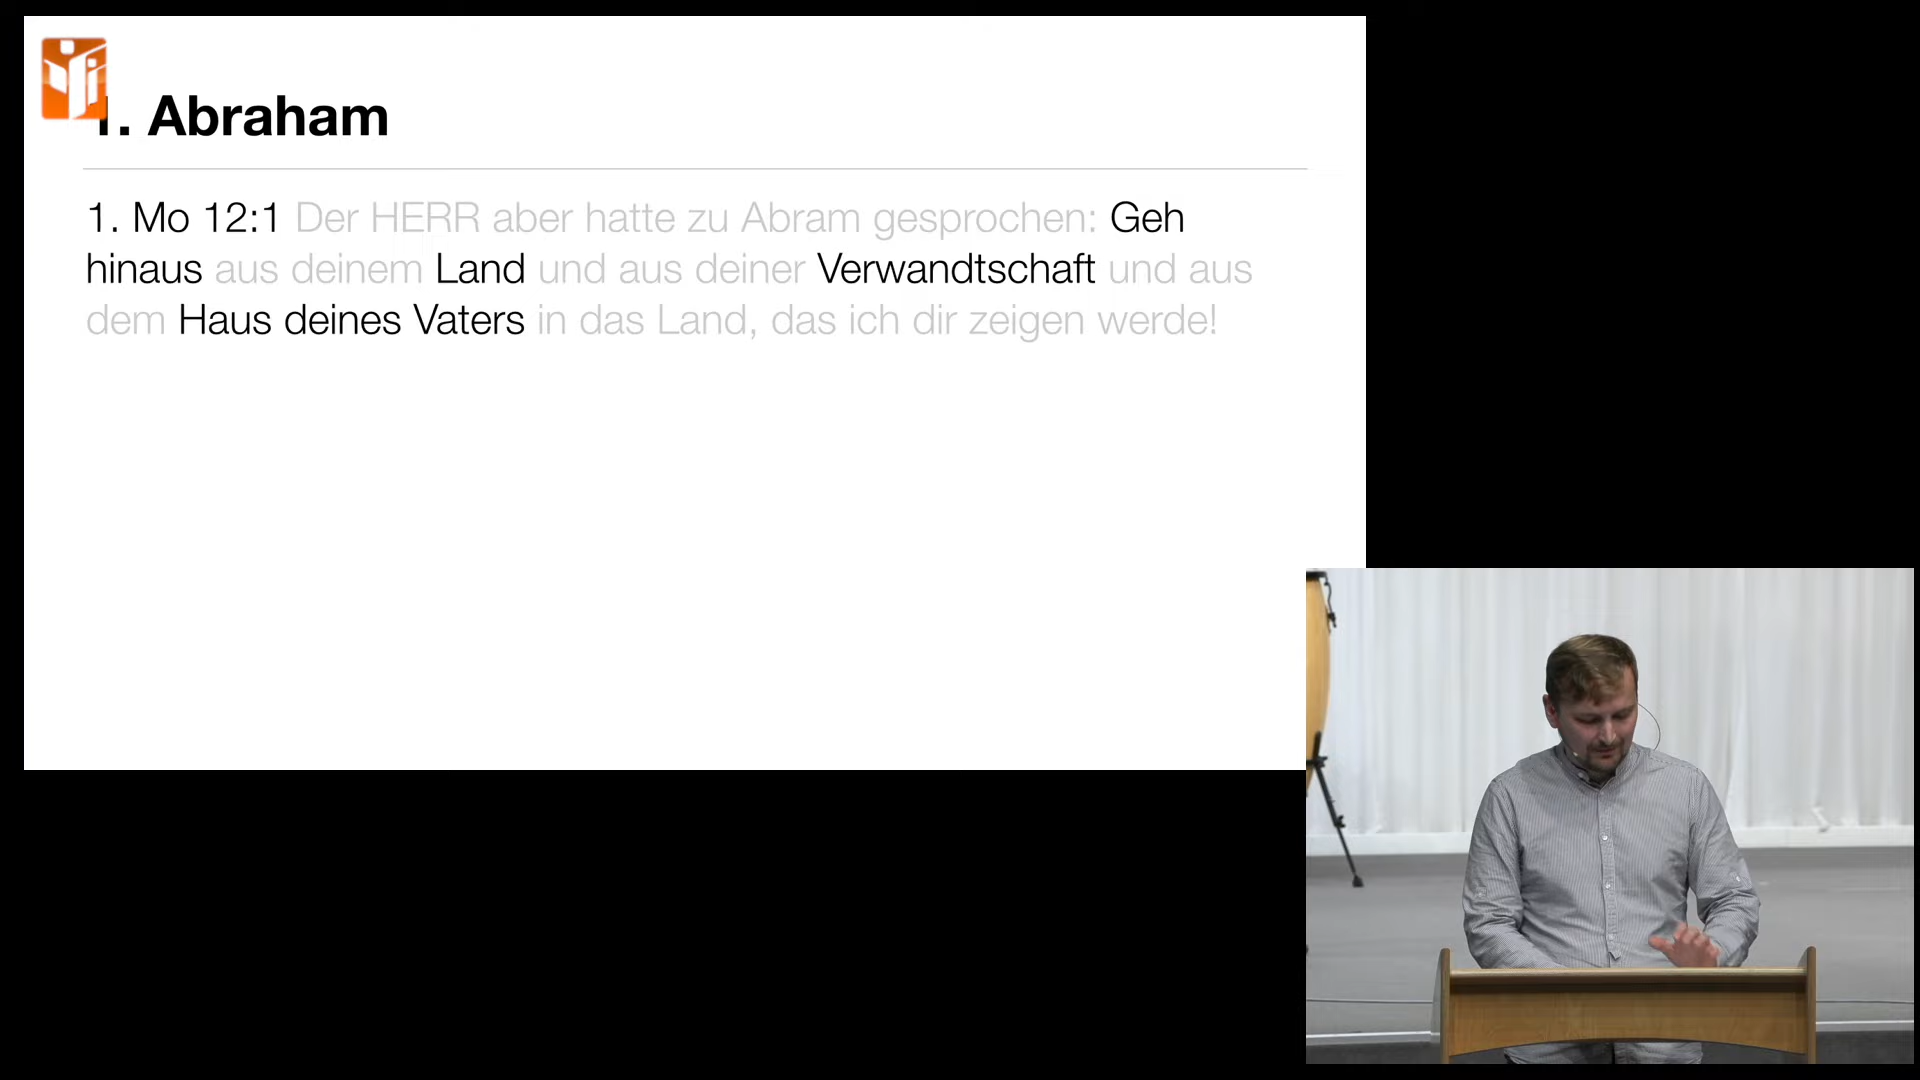 1. Abraham
1. Mo 12:1 Der HERR aber hatte zu Abram gesprochen: Geh
hinaus aus deinem Land und aus deiner Verwandtschaft und aus
dem Haus deines Vaters in das Land, das ich dir zeigen werde!